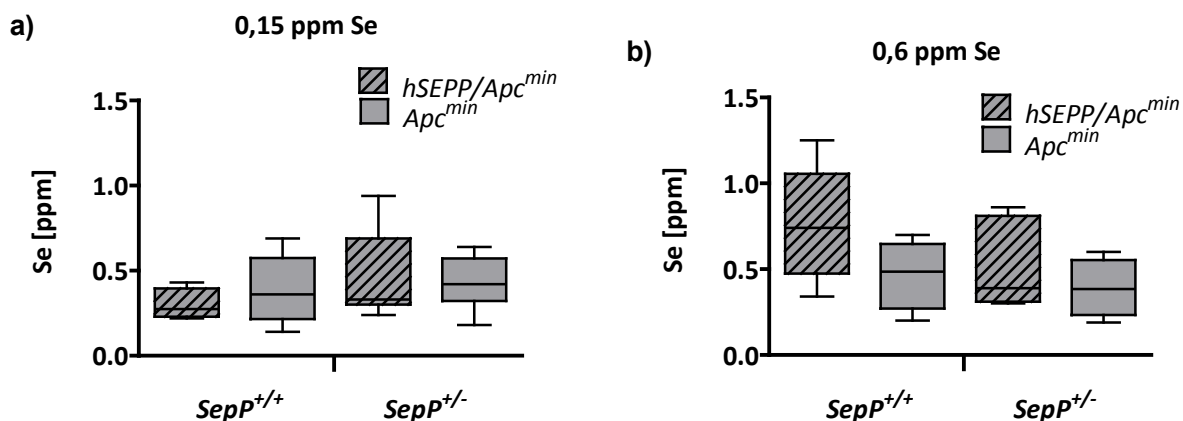 a)
0,15 ppm Se
hSEPP/Apc^min
Apc^min
Se [ppm]
1.5
1.0
0.5
0.0
SepP^+/+
SepP^+/-
b)
0,6 ppm Se
hSEPP/Apc^min
Apc^min
Se [ppm]
1.5
1.0
0.5
0.0
SepP^+/+
SepP^+/-